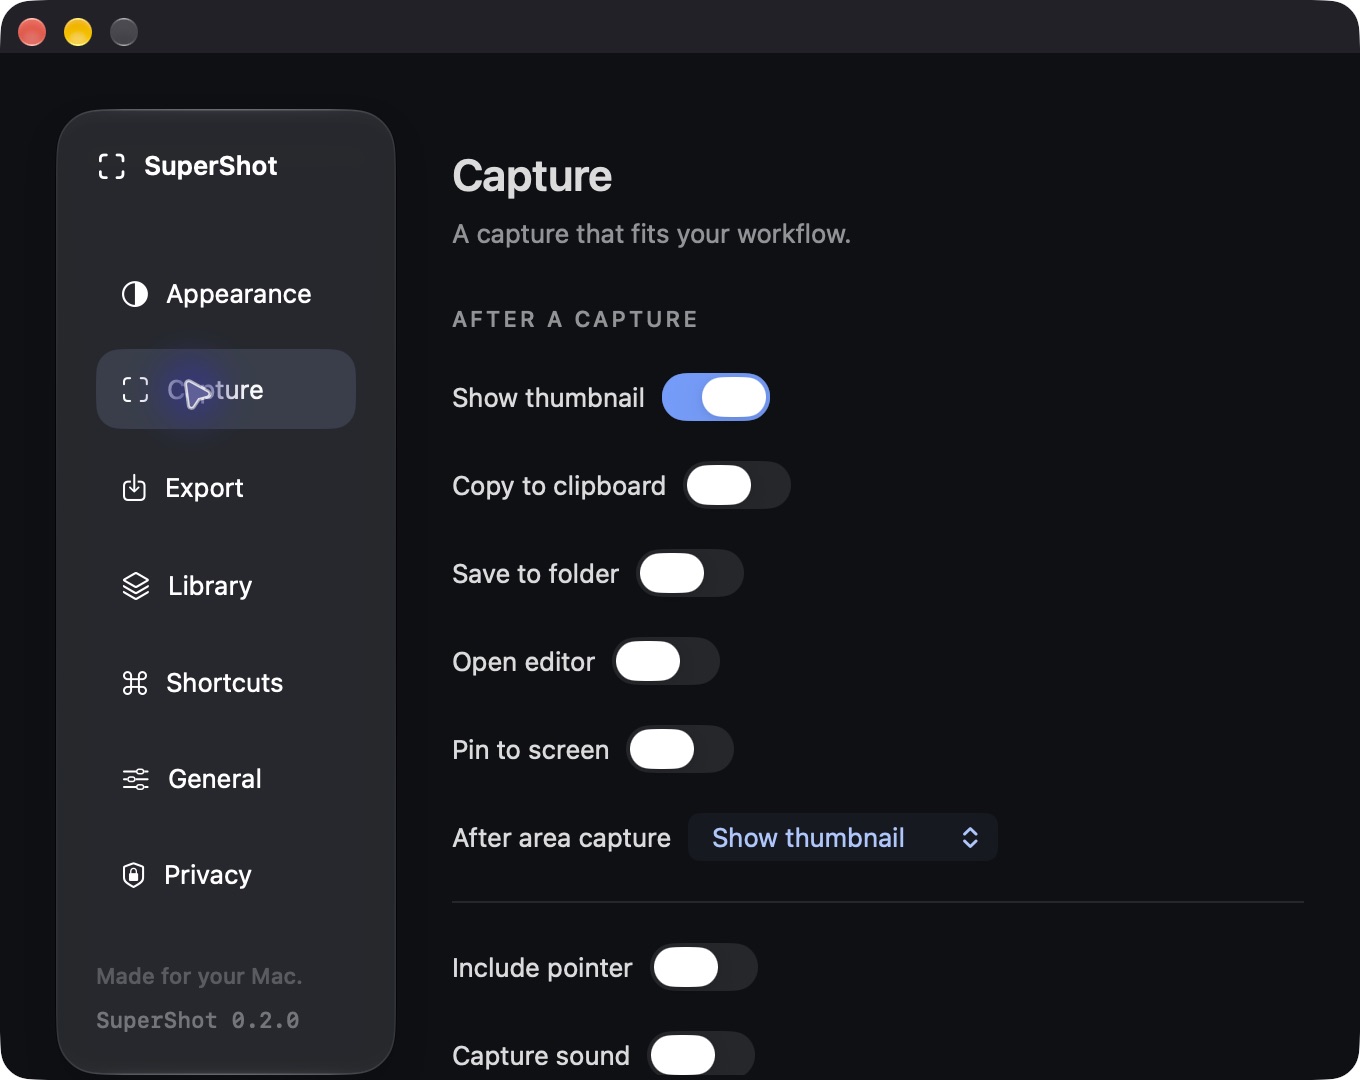 SuperShot
Appearance
Capture
Export
Library
Shortcuts
General
Privacy
Made for your Mac.
SuperShot 0.2.0
Capture
A capture that fits your workflow.
AFTER A CAPTURE
Show thumbnail
Copy to clipboard
Save to folder
Open editor
Pin to screen
After area capture Show thumbnail
Include pointer
Capture sound